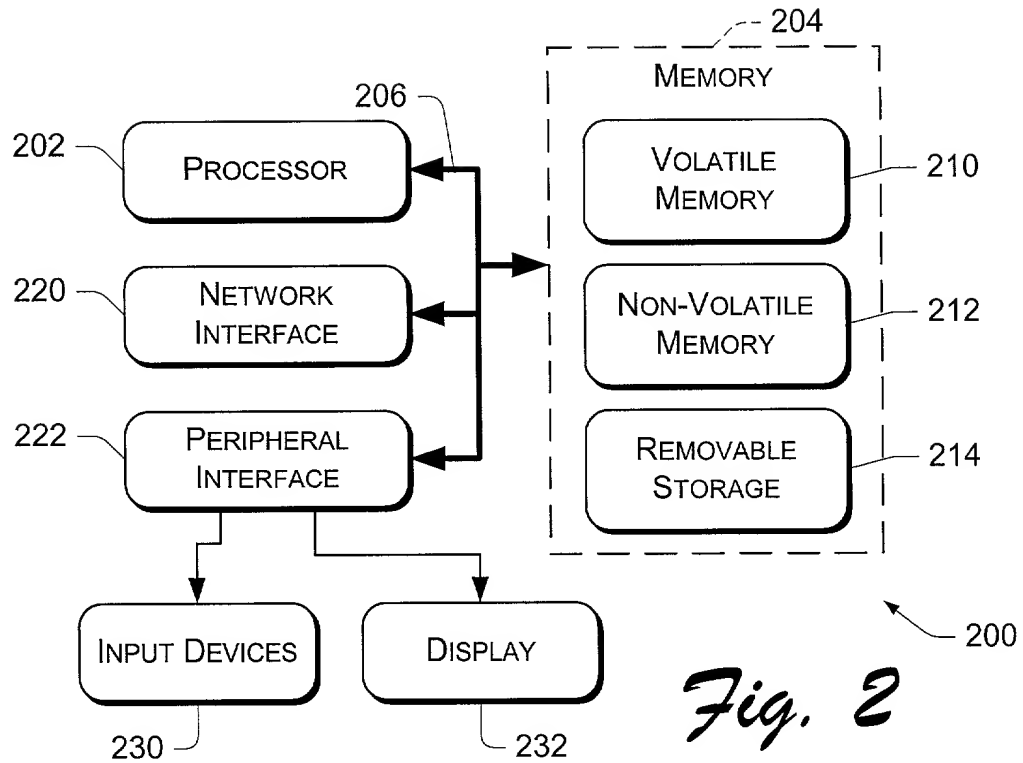 204
MEMORY
206
202
PROCESSOR
VOLATILE
MEMORY
210
220
NETWORK
INTERFACE
NON-VOLATILE
MEMORY
212
222
PERIPHERAL
INTERFACE
REMOVABLE
STORAGE
214
INPUT DEVICES
DISPLAY
200
230
232
Fig. 2